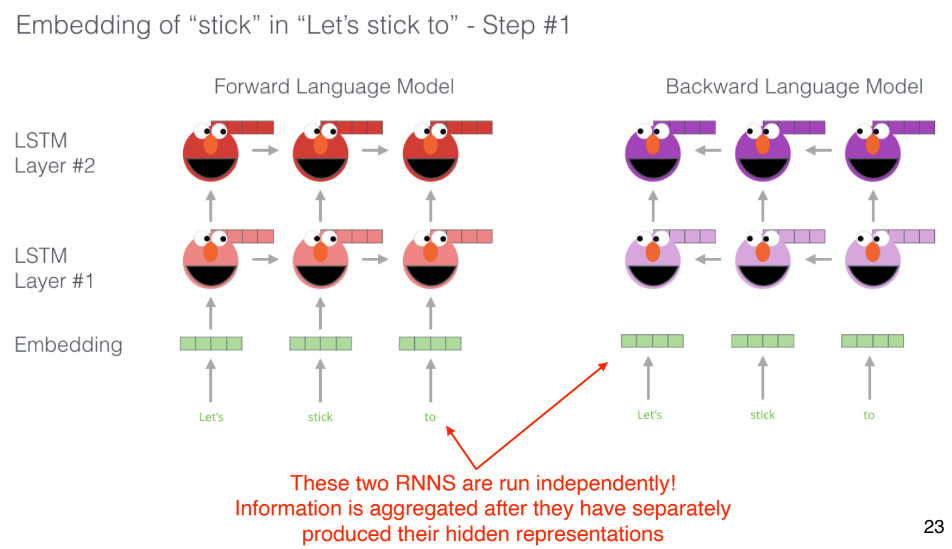 Embedding of “stick” in “Let’s stick to” - Step #1
Forward Language Model
Backward Language Model
LSTM
Layer #2
LSTM
Layer #1
Embedding
Let’s
stick
to
Let’s
stick
to
These two RNNS are run independently!
Information is aggregated after they have separately
produced their hidden representations
23